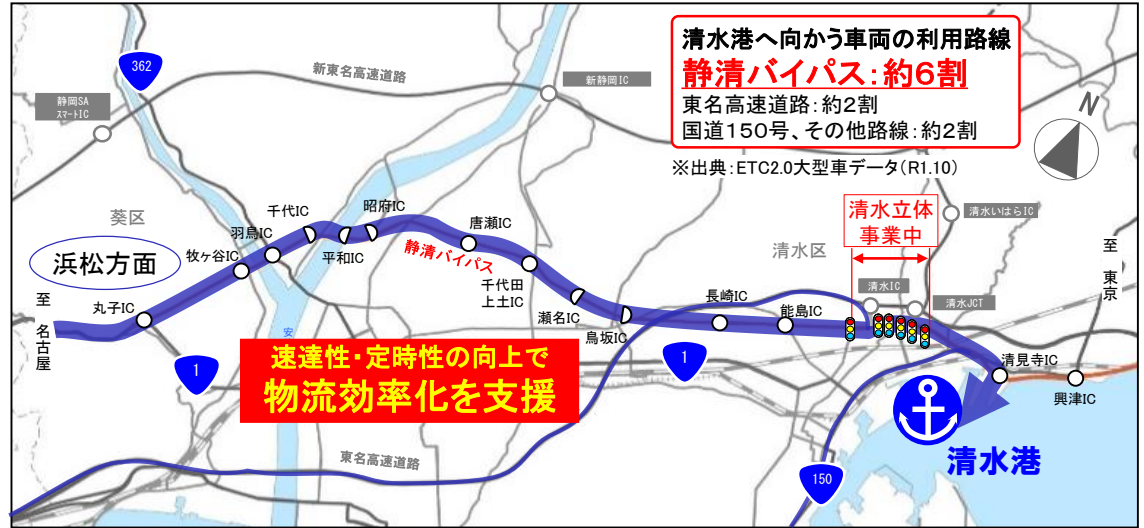 清水港へ向かう車両の利用路線
静清バイパス：約６割
東名高速道路：約２割
国道１５０号、その他路線：約２割
※出典：ETC2.0大型車データ(R1.10)
N
362
新東名高速道路
新静岡IC
静岡SA
スマートIC
葵区
浜松方面
至 名古屋
丸子IC
牧ヶ谷IC
羽鳥IC
千代IC
平和IC
昭府IC
静清バイパス
唐瀬IC
千代田
上土IC
瀬名IC
鳥坂IC
長崎IC
能島IC
清水区
清水立体
事業中
清水いはらIC
清水IC
清水JCT
至 東京
清見寺IC
興津IC
清水港
安
1
1
速達性・定時性の向上で
物流効率化を支援
東名高速道路
150